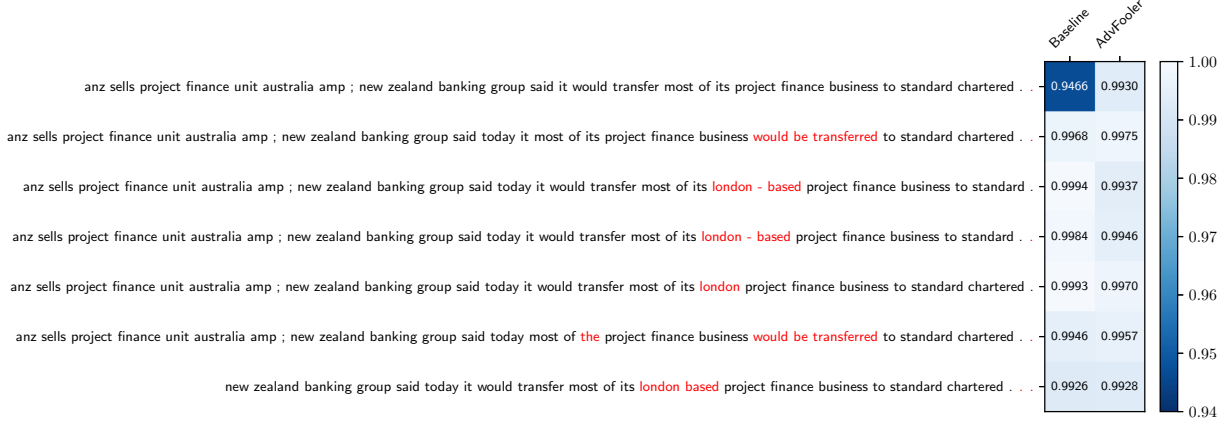 Baseline AdvFooler
anz sells project finance unit australia amp ; new zealand banking group said it would transfer most of its project finance business to standard chartered . . 0.9466 0.9930
anz sells project finance unit australia amp ; new zealand banking group said today it most of its project finance business would be transferred to standard chartered . . 0.9968 0.9975
anz sells project finance unit australia amp ; new zealand banking group said today it would transfer most of its london - based project finance business to standard . 0.9994 0.9937
anz sells project finance unit australia amp ; new zealand banking group said today it would transfer most of its london - based project finance business to standard . . 0.9984 0.9946
anz sells project finance unit australia amp ; new zealand banking group said today it would transfer most of its london project finance business to standard chartered . 0.9993 0.9970
anz sells project finance unit australia amp ; new zealand banking group said today most of the project finance business would be transferred to standard chartered . . 0.9946 0.9957
new zealand banking group said today it would transfer most of its london based project finance business to standard chartered . . . 0.9926 0.9928
1.00
0.99
0.98
0.97
0.96
0.95
0.94